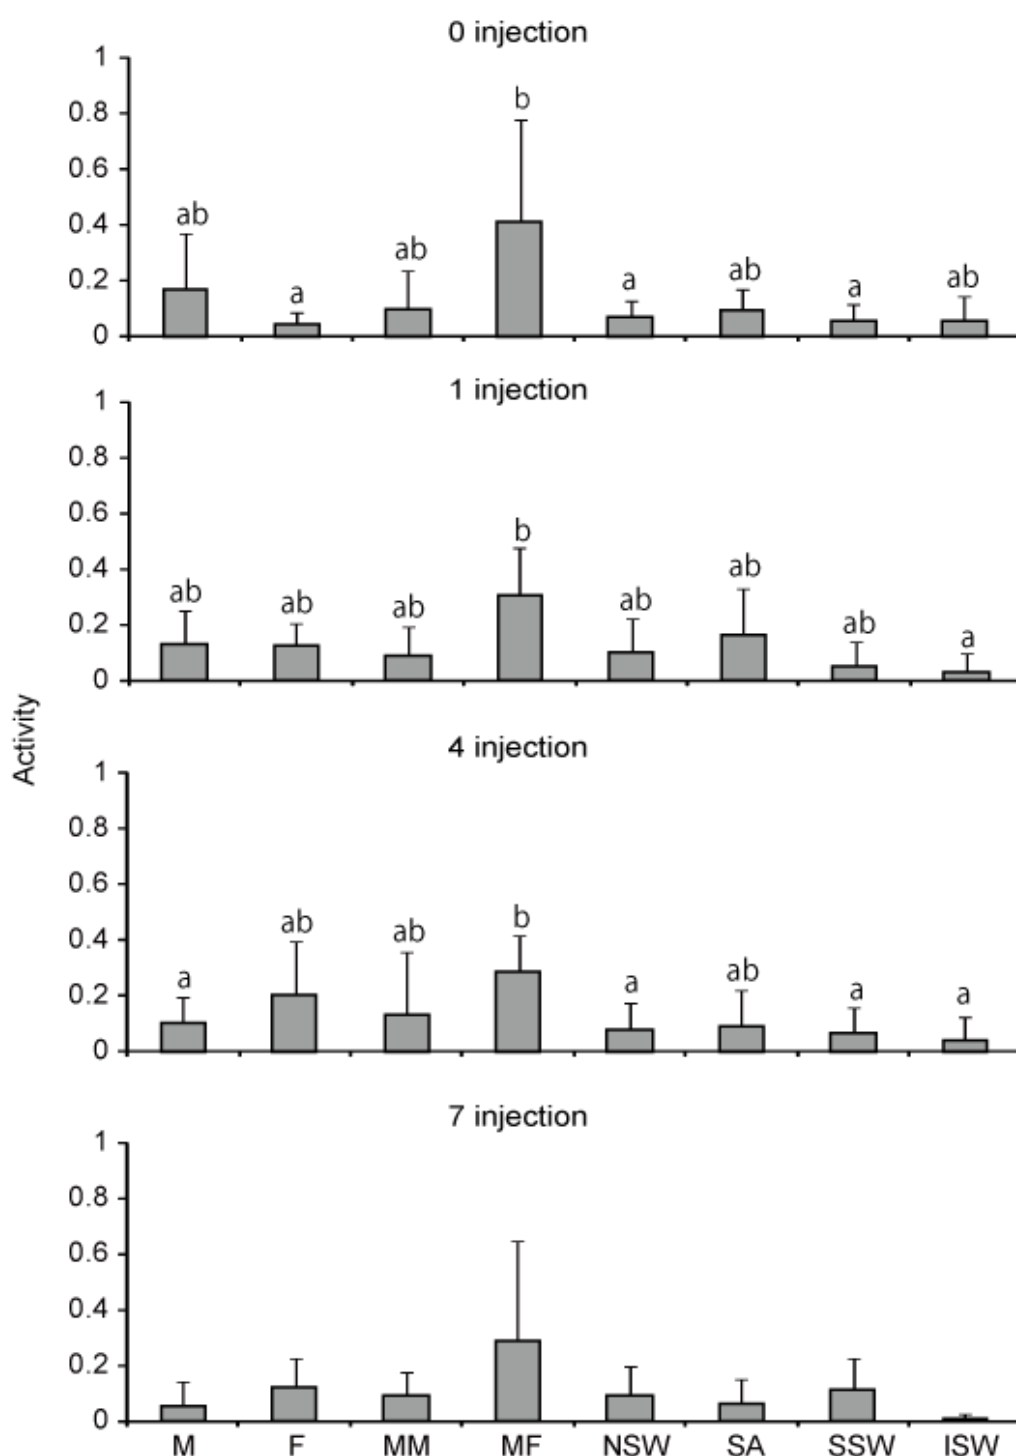 0 injection
1
0.8
0.6
0.4
0.2
0
ab
a
ab
b
a
ab
a
ab
1 injection
1
0.8
0.6
0.4
0.2
0
ab
ab
ab
b
ab
ab
ab
a
Activity
4 injection
1
0.8
0.6
0.4
0.2
0
a
ab
ab
b
a
ab
a
a
7 injection
1
0.8
0.6
0.4
0.2
0
M F MM MF NSW SA SSW ISW